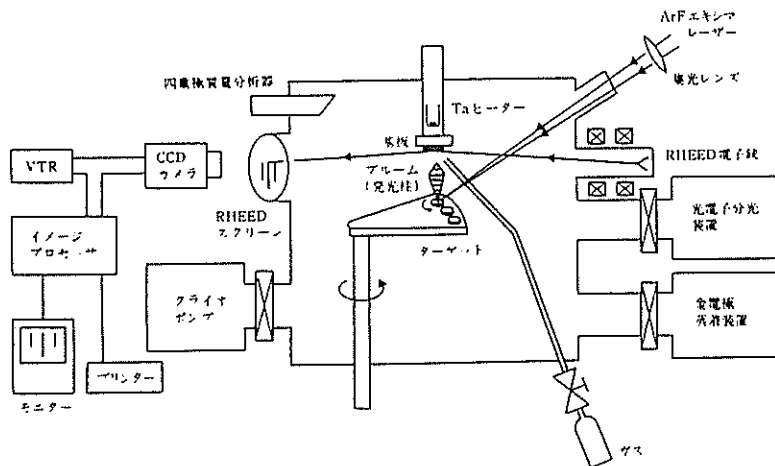 ArFエキシマ
レーザー
集光レンズ
四重極質量分析器
Taヒーター
基板
VTR
CCD
カメラ
プルーム
(発光柱)
RHEED電子銃
RHEED
スクリーン
イメージ
プロセッサ
ターゲット
光電子分光
装置
クライオ
ポンプ
金電極
蒸着装置
モニター
プリンター
ガス